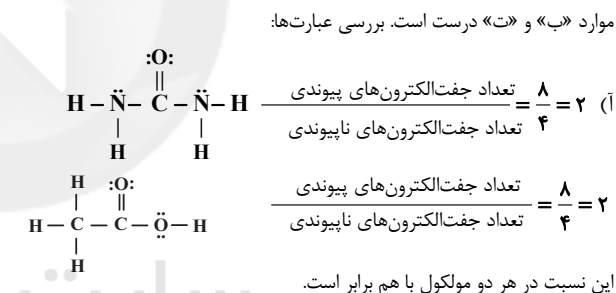 موارد «ب» و «ت» درست است. بررسی عبارت‌ها:
آ) تعداد جفت‌الکترون‌های پیوندی / تعداد جفت‌الکترون‌های ناپیوندی = ۸ / ۴ = ۲
:O:
||
H – N̈ – C – N̈ – H
| |
H H
تعداد جفت‌الکترون‌های پیوندی / تعداد جفت‌الکترون‌های ناپیوندی = ۸ / ۴ = ۲
H :O:
| ||
H – C – C – Ö – H
|
H
این نسبت در هر دو مولکول با هم برابر است.